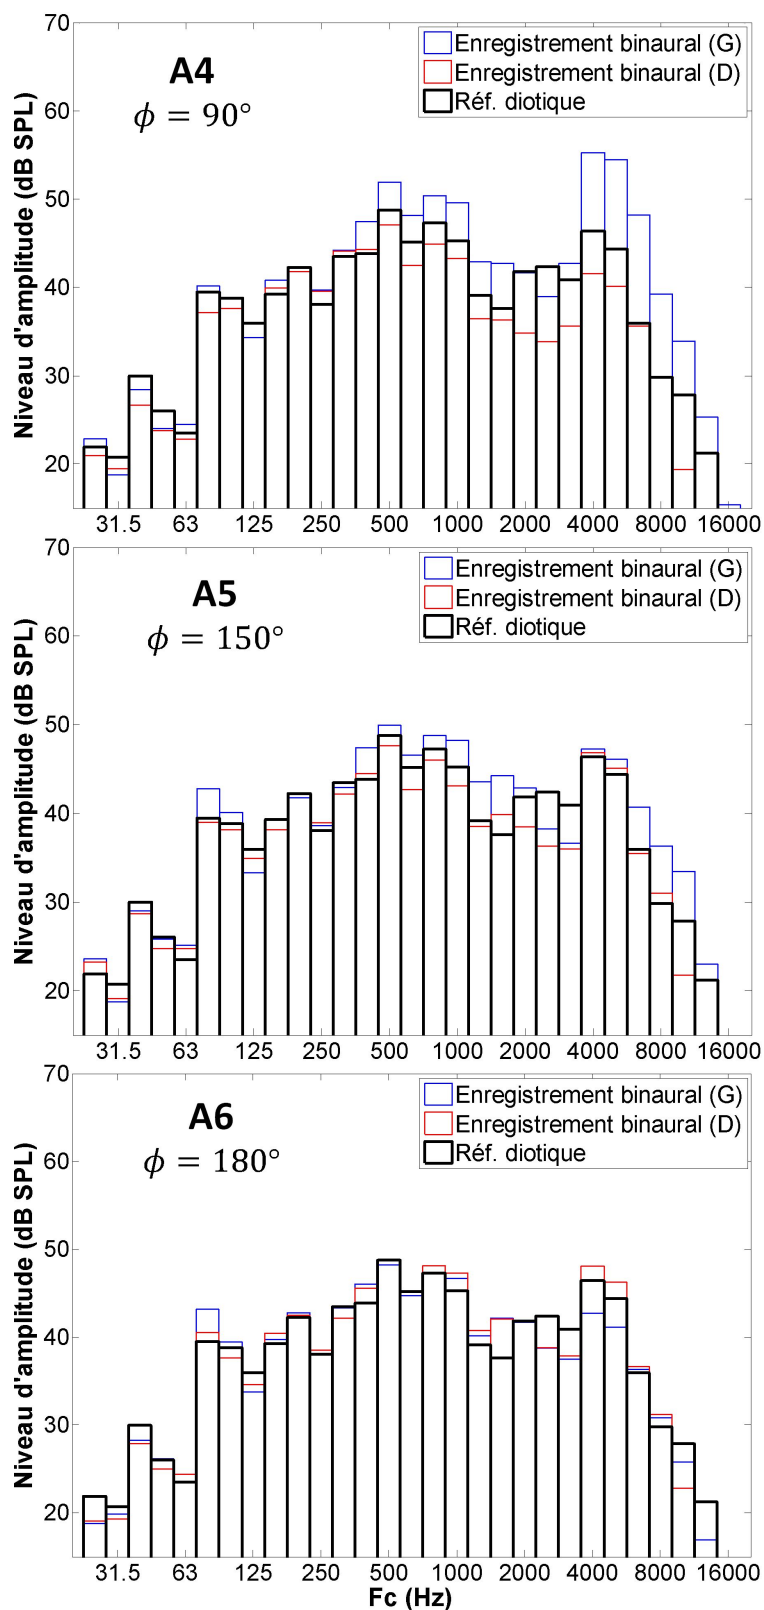 70
60
50
40
30
20
Niveau d'amplitude (dB SPL)
A4
ϕ = 90°
Enregistrement binaural (G)
Enregistrement binaural (D)
Réf. diotique
31.5 63 125 250 500 1000 2000 4000 8000 16000
70
60
50
40
30
20
Niveau d'amplitude (dB SPL)
A5
ϕ = 150°
Enregistrement binaural (G)
Enregistrement binaural (D)
Réf. diotique
31.5 63 125 250 500 1000 2000 4000 8000 16000
70
60
50
40
30
20
Niveau d'amplitude (dB SPL)
A6
ϕ = 180°
Enregistrement binaural (G)
Enregistrement binaural (D)
Réf. diotique
31.5 63 125 250 500 1000 2000 4000 8000 16000
Fc (Hz)